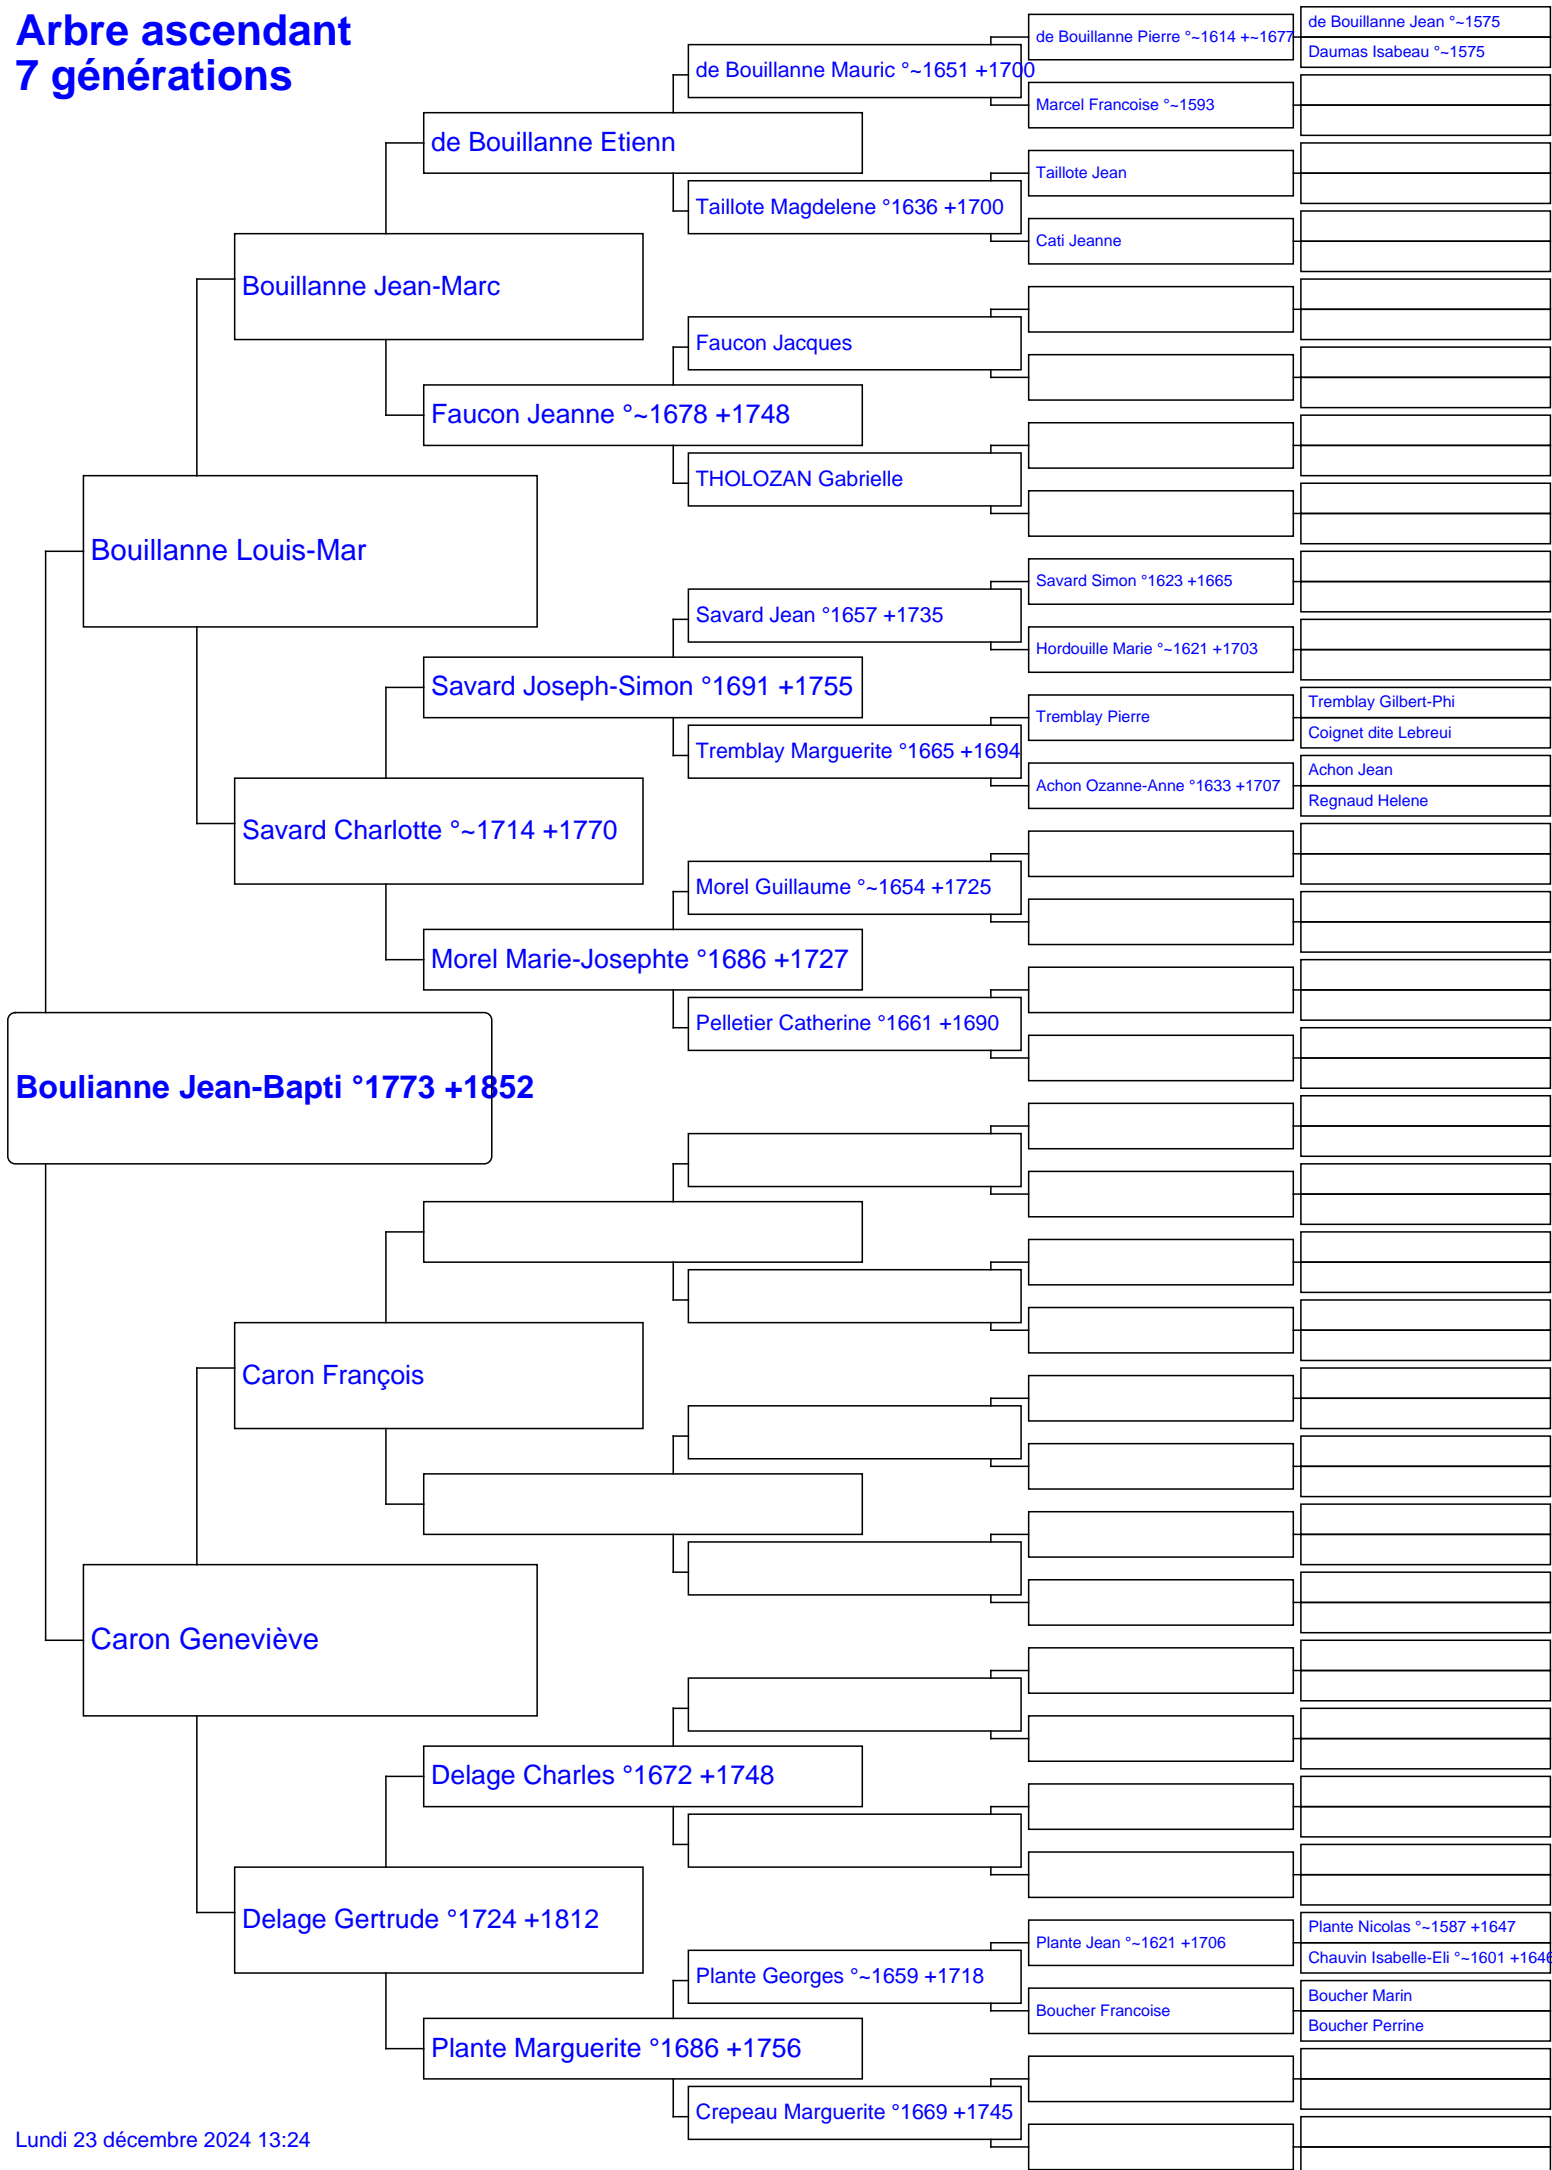 Arbre ascendant
7 générations
de Bouillanne Jean °~1575
de Bouillanne Pierre °~1614 +~1677
Daumas Isabeau °~1575
de Bouillanne Mauric °~1651 +1700
Marcel Francoise °~1593
de Bouillanne Etienn
Taillote Jean
Taillote Magdelene °1636 +1700
Cati Jeanne
Bouillanne Jean-Marc
Faucon Jacques
Faucon Jeanne °~1678 +1748
THOLOZAN Gabrielle
Bouillanne Louis-Mar
Savard Simon °1623 +1665
Savard Jean °1657 +1735
Hordouille Marie °~1621 +1703
Savard Joseph-Simon °1691 +1755
Tremblay Gilbert-Phi
Tremblay Pierre
Coignet dite Lebreui
Tremblay Marguerite °1665 +1694
Achon Jean
Achon Ozanne-Anne °1633 +1707
Regnaud Helene
Savard Charlotte °~1714 +1770
Morel Guillaume °~1654 +1725
Morel Marie-Josephte °1686 +1727
Pelletier Catherine °1661 +1690
Boulianne Jean-Bapti °1773 +1852
Caron François
Caron Geneviève
Delage Charles °1672 +1748
Delage Gertrude °1724 +1812
Plante Nicolas °~1587 +1647
Plante Jean °~1621 +1706
Chauvin Isabelle-Eli °~1601 +1646
Plante Georges °~1659 +1718
Boucher Marin
Boucher Francoise
Boucher Perrine
Plante Marguerite °1686 +1756
Crepeau Marguerite °1669 +1745
Lundi 23 décembre 2024 13:24